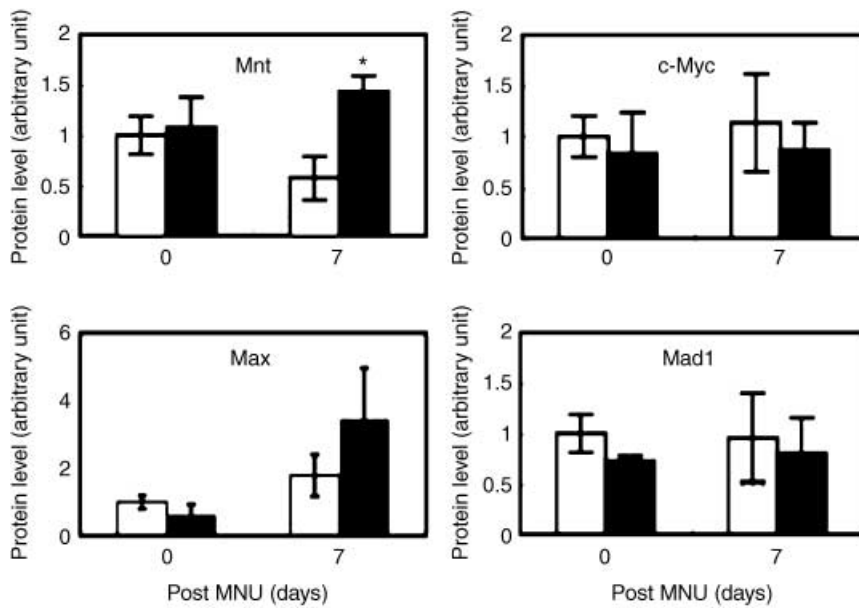 Protein level (arbitrary unit)
2
1.5
1
0.5
0
Mnt
*
0
7
Protein level (arbitrary unit)
2
1.5
1
0.5
0
c-Myc
0
7
Protein level (arbitrary unit)
6
4
2
0
Max
0
7
Post MNU (days)
Protein level (arbitrary unit)
2
1.5
1
0.5
0
Mad1
0
7
Post MNU (days)